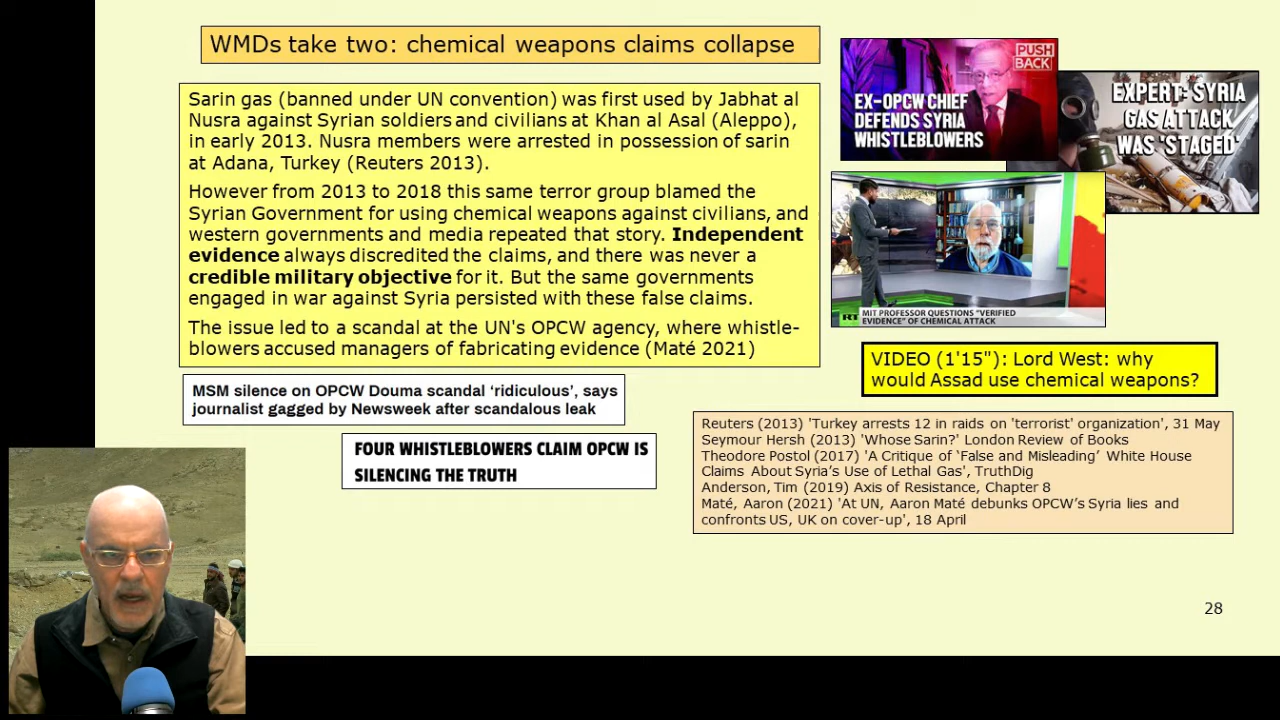 WMDs take two: chemical weapons claims collapse
Sarin gas (banned under UN convention) was first used by Jabhat al
Nusra against Syrian soldiers and civilians at Khan al Asal (Aleppo),
in early 2013. Nusra members were arrested in possession of sarin
at Adana, Turkey (Reuters 2013).
However from 2013 to 2018 this same terror group blamed the
Syrian Government for using chemical weapons against civilians, and
western governments and media repeated that story. Independent
evidence always discredited the claims, and there was never a
credible military objective for it. But the same governments
engaged in war against Syria persisted with these false claims.
The issue led to a scandal at the UN's OPCW agency, where whistle-
blowers accused managers of fabricating evidence (Maté 2021)
MSM silence on OPCW Douma scandal ‘ridiculous’, says
journalist gagged by Newsweek after scandalous leak
FOUR WHISTLEBLOWERS CLAIM OPCW IS
SILENCING THE TRUTH
PUSH
BACK
EX-OPCW CHIEF
DEFENDS SYRIA
WHISTLEBLOWERS
EXPERT: SYRIA
GAS ATTACK
WAS 'STAGED'
RT
MIT PROFESSOR QUESTIONS "VERIFIED
EVIDENCE" OF CHEMICAL ATTACK
VIDEO (1'15"): Lord West: why
would Assad use chemical weapons?
Reuters (2013) 'Turkey arrests 12 in raids on 'terrorist' organization', 31 May
Seymour Hersh (2013) 'Whose Sarin?' London Review of Books
Theodore Postol (2017) 'A Critique of ‘False and Misleading’ White House
Claims About Syria’s Use of Lethal Gas', TruthDig
Anderson, Tim (2019) Axis of Resistance, Chapter 8
Maté, Aaron (2021) 'At UN, Aaron Maté debunks OPCW’s Syria lies and
confronts US, UK on cover-up', 18 April
28